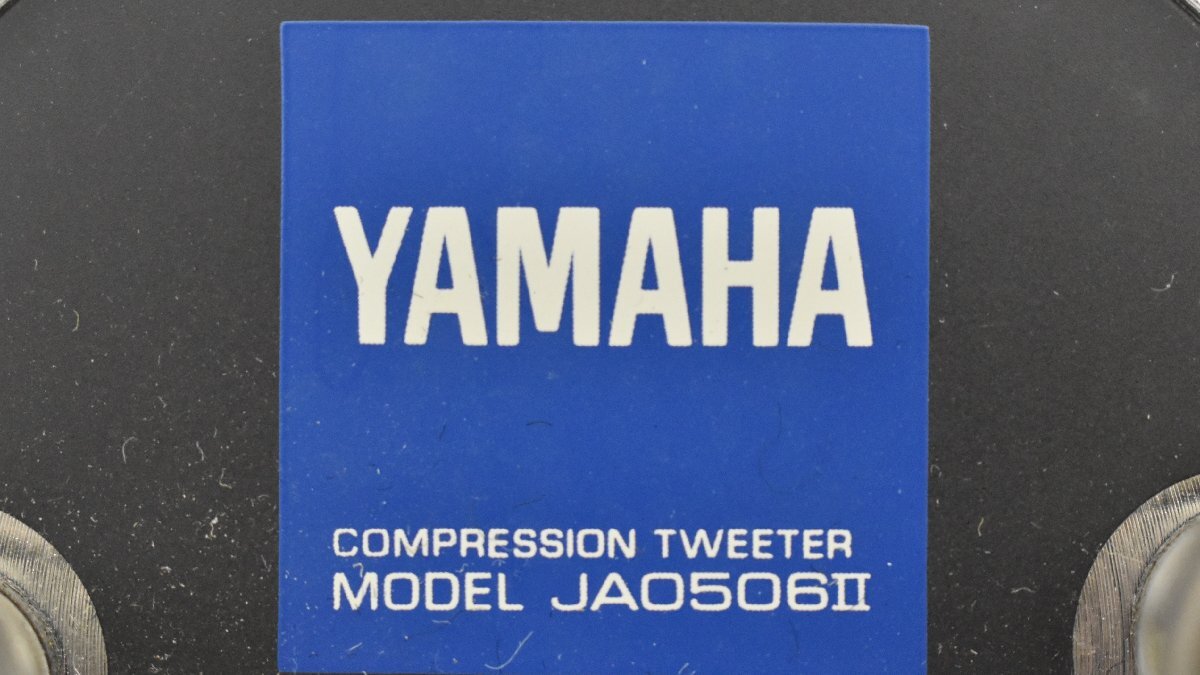 YAMAHA
COMPRESSION TWEETER
MODEL JA0506II